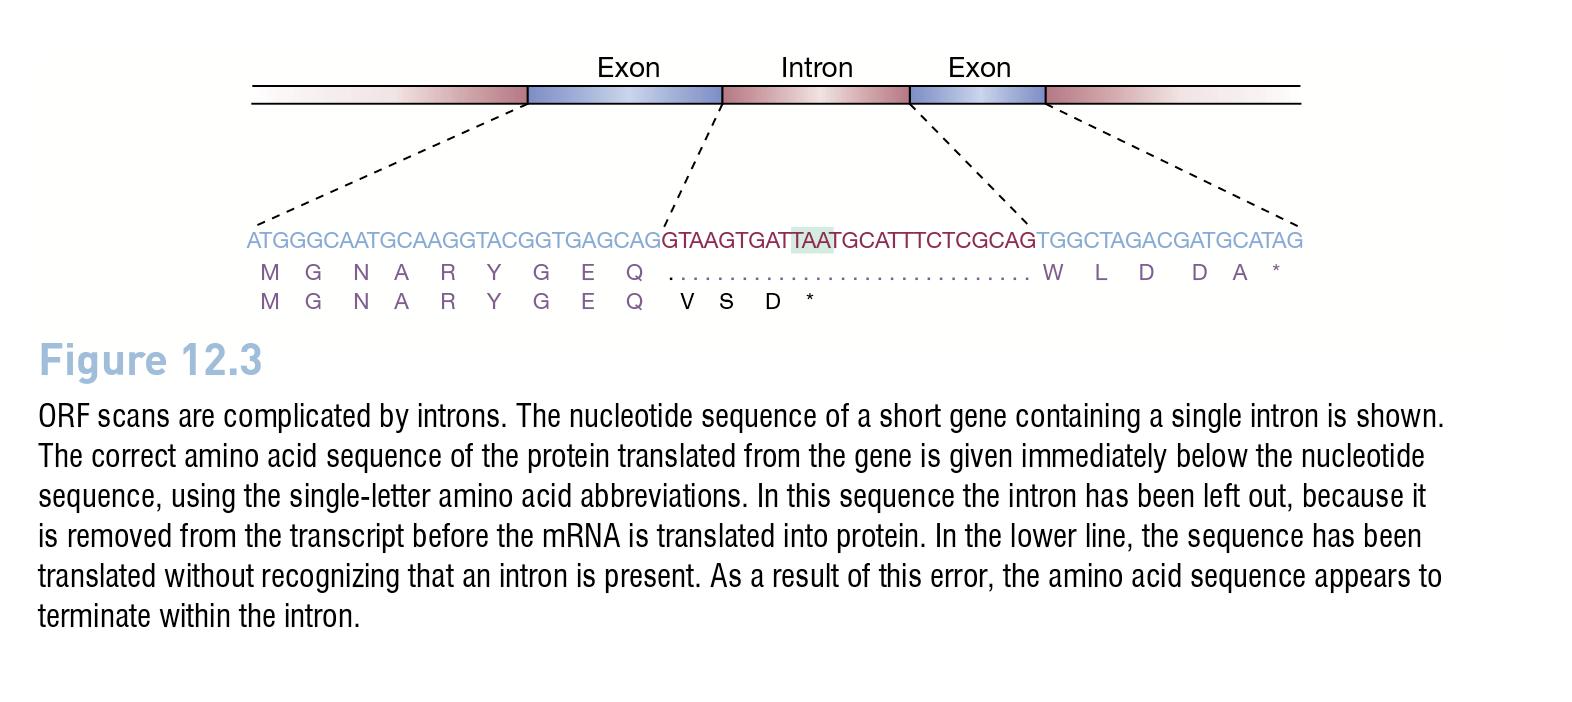 Exon Intron Exon
ATGGGCAATGCAAGGTACGGTGAGCAGGTAAGTGATTAATGCATTTCTCGCAGTGGCTAGACGATGCATAG
M G N A R Y G E Q . . . . . . . . . . . . . . . . . . . . . . . . . . . . . . W L D D A *
M G N A R Y G E Q V S D *
Figure 12.3
ORF scans are complicated by introns. The nucleotide sequence of a short gene containing a single intron is shown.
The correct amino acid sequence of the protein translated from the gene is given immediately below the nucleotide
sequence, using the single-letter amino acid abbreviations. In this sequence the intron has been left out, because it
is removed from the transcript before the mRNA is translated into protein. In the lower line, the sequence has been
translated without recognizing that an intron is present. As a result of this error, the amino acid sequence appears to
terminate within the intron.